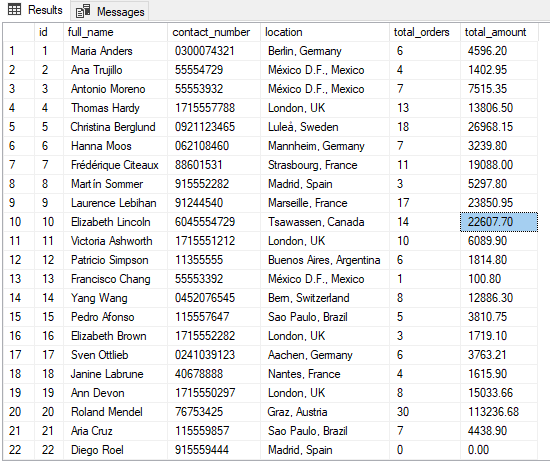 Results Messages
id full_name contact_number location total_orders total_amount
1 1 Maria Anders 0300074321 Berlin, Germany 6 4596.20
2 2 Ana Trujillo 55554729 México D.F., Mexico 4 1402.95
3 3 Antonio Moreno 55553932 México D.F., Mexico 7 7515.35
4 4 Thomas Hardy 1715557788 London, UK 13 13806.50
5 5 Christina Berglund 0921123465 Luleå, Sweden 18 26968.15
6 6 Hanna Moos 062108460 Mannheim, Germany 7 3239.80
7 7 Frédérique Citeaux 88601531 Strasbourg, France 11 19088.00
8 8 Martín Sommer 915552282 Madrid, Spain 3 5297.80
9 9 Laurence Lebihan 91244540 Marseille, France 17 23850.95
10 10 Elizabeth Lincoln 6045554729 Tsawassen, Canada 14 22607.70
11 11 Victoria Ashworth 1715551212 London, UK 10 6089.90
12 12 Patricio Simpson 11355555 Buenos Aires, Argentina 6 1814.80
13 13 Francisco Chang 55553392 México D.F., Mexico 1 100.80
14 14 Yang Wang 0452076545 Bern, Switzerland 8 12886.30
15 15 Pedro Afonso 115557647 Sao Paulo, Brazil 5 3810.75
16 16 Elizabeth Brown 1715552282 London, UK 3 1719.10
17 17 Sven Ottlieb 0241039123 Aachen, Germany 6 3763.21
18 18 Janine Labrune 40678888 Nantes, France 4 1615.90
19 19 Ann Devon 1715550297 London, UK 8 15033.66
20 20 Roland Mendel 76753425 Graz, Austria 30 113236.68
21 21 Aria Cruz 115559857 Sao Paulo, Brazil 7 4438.90
22 22 Diego Roel 915559444 Madrid, Spain 0 0.00